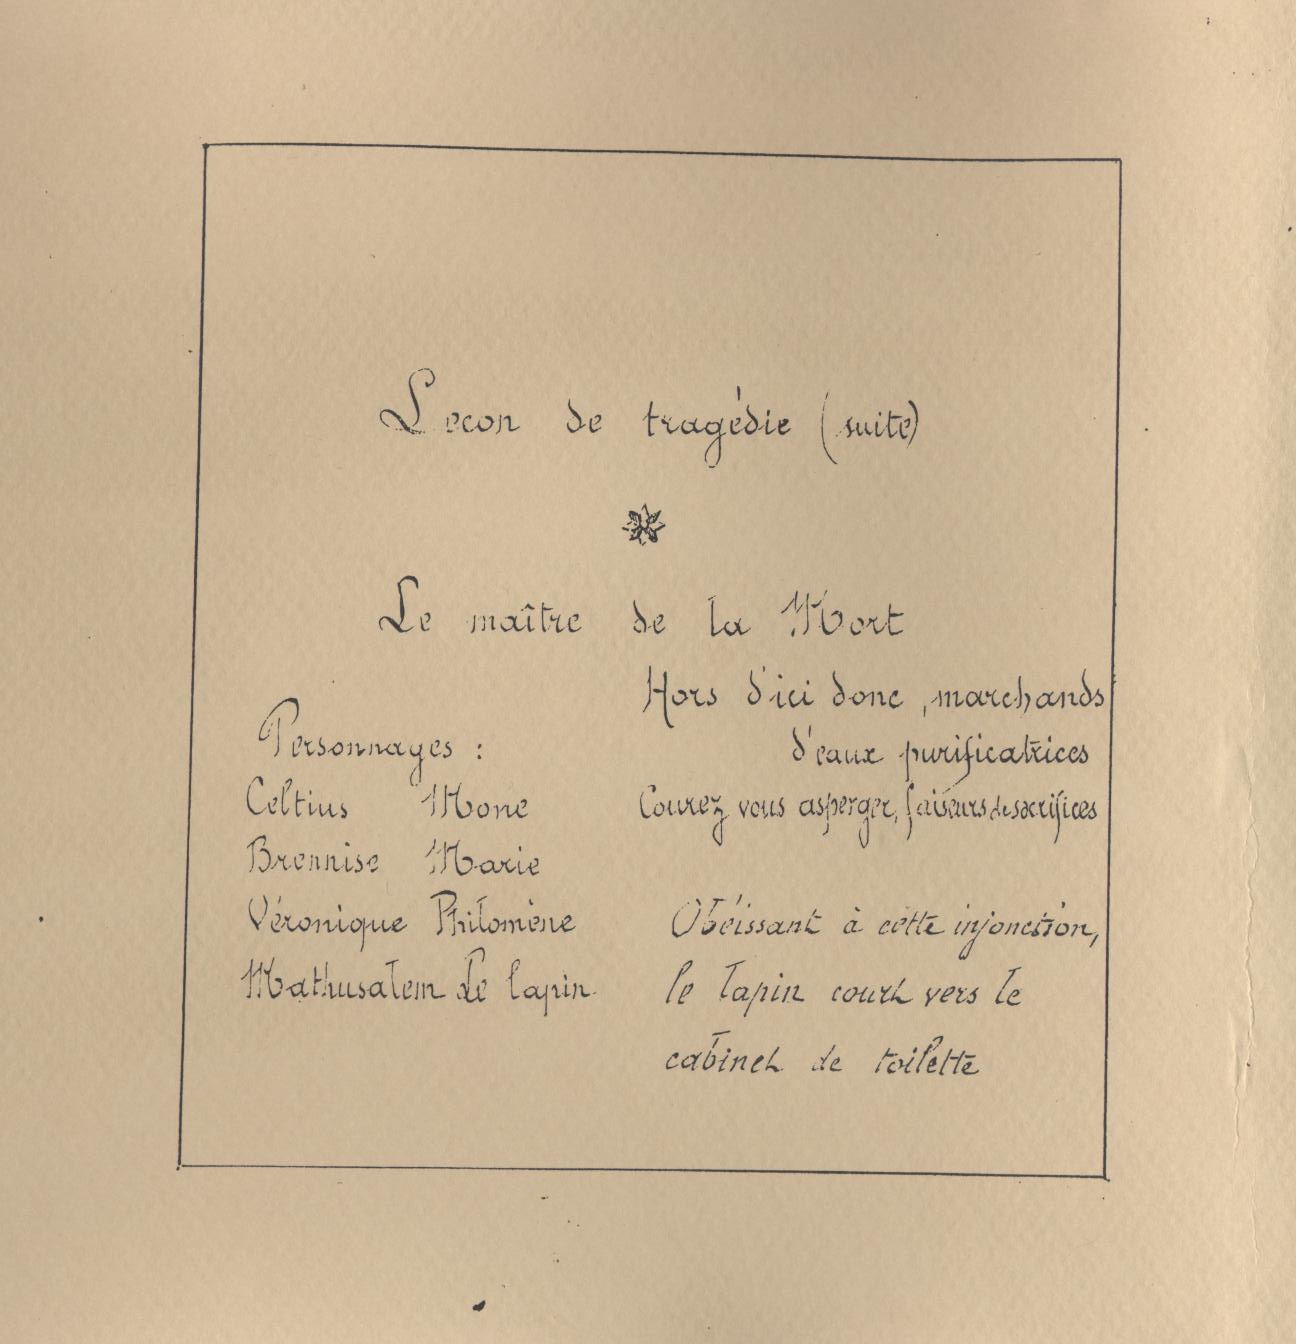 Lecon de tragédie (suite)
Le maître de la Mort
Personnages :
Celtius Mone
Brennise Marie
Véronique Philomène
Mathusalem Le lapin
Hors d'ici donc, marchands
d'eaux purificatrices
Courez vous asperger, faiseurs de sacrifices
Obéissant à cette injonction,
le lapin court vers le
cabinet de toilette